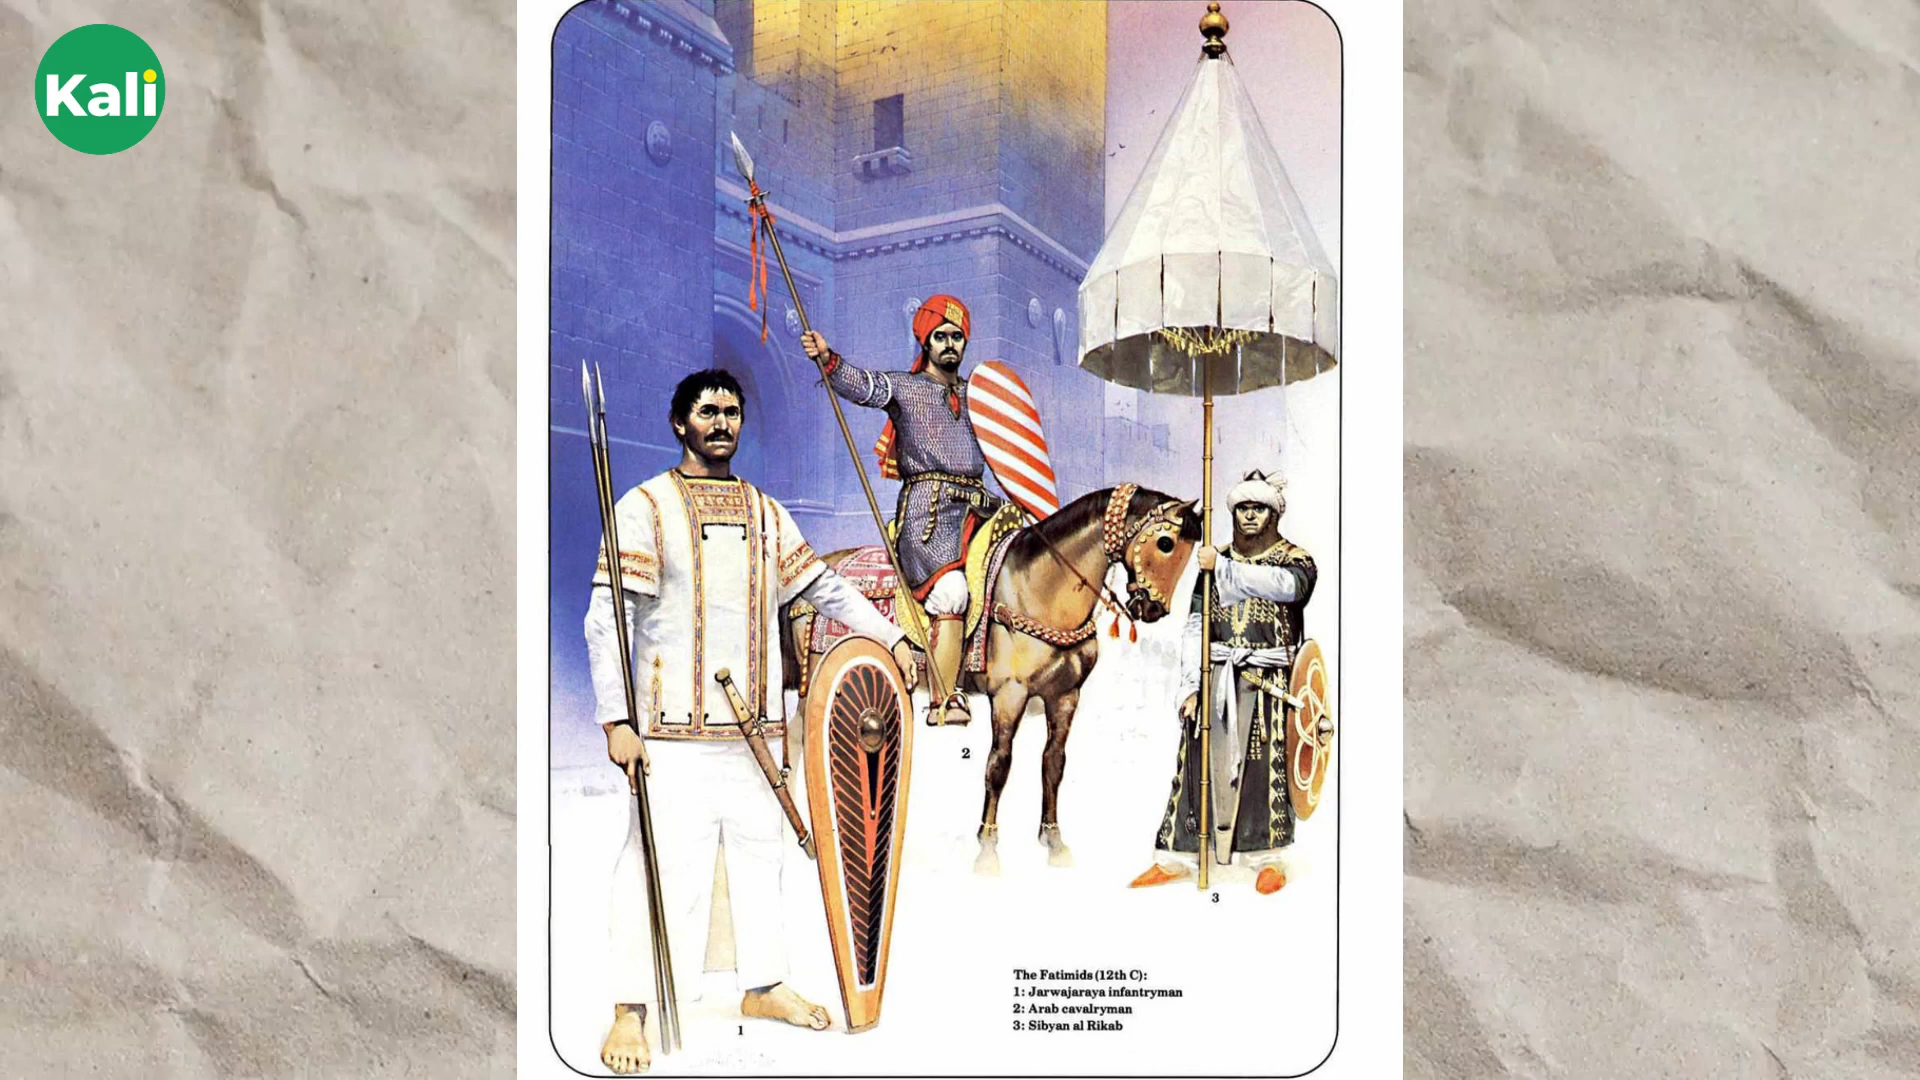 Kali
2
3
1
The Fatimids (12th C):
1: Jarwajaraya infantryman
2: Arab cavalryman
3: Sibyan al Rikab